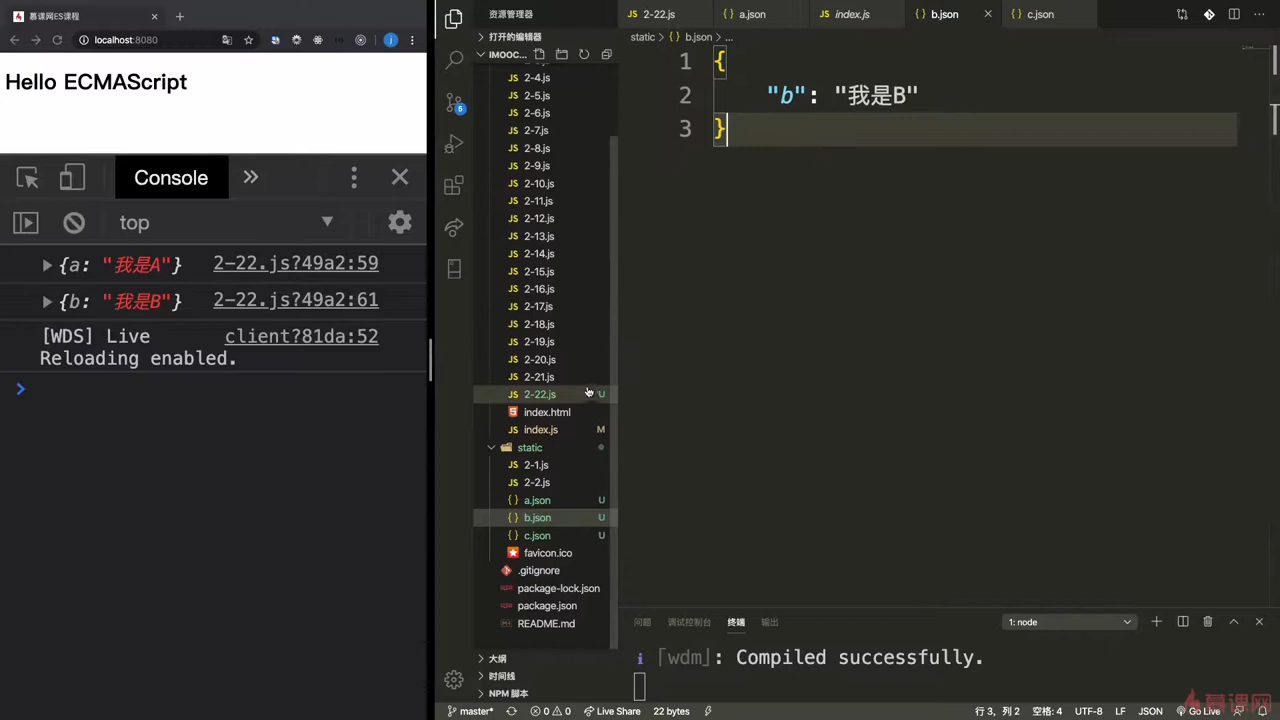 慕课网ES课程
localhost:8080
Hello ECMAScript
Console
top
{a: "我是A"} 2-22.js?49a2:59
{b: "我是B"} 2-22.js?49a2:61
[WDS] Live client?81da:52
Reloading enabled.
资源管理器
打开的编辑器
IMOOC...
2-4.js
2-5.js
2-6.js
2-7.js
2-8.js
2-9.js
2-10.js
2-11.js
2-12.js
2-13.js
2-14.js
2-15.js
2-16.js
2-17.js
2-18.js
2-19.js
2-20.js
2-21.js
2-22.js U
index.html
index.js M
static
2-1.js
2-2.js
a.json U
b.json U
c.json U
favicon.ico
.gitignore
package-lock.json
package.json
README.md
大纲
时间线
NPM 脚本
2-22.js a.json index.js b.json c.json
static > b.json > ...
1 {
2 "b": "我是B"
3 }
问题 调试控制台 终端 输出 1: node
i ｢wdm｣: Compiled successfully.
master* 0 0 Live Share 22 bytes 行 3, 列 2 空格: 4 UTF-8 LF JSON Go Live
慕课网